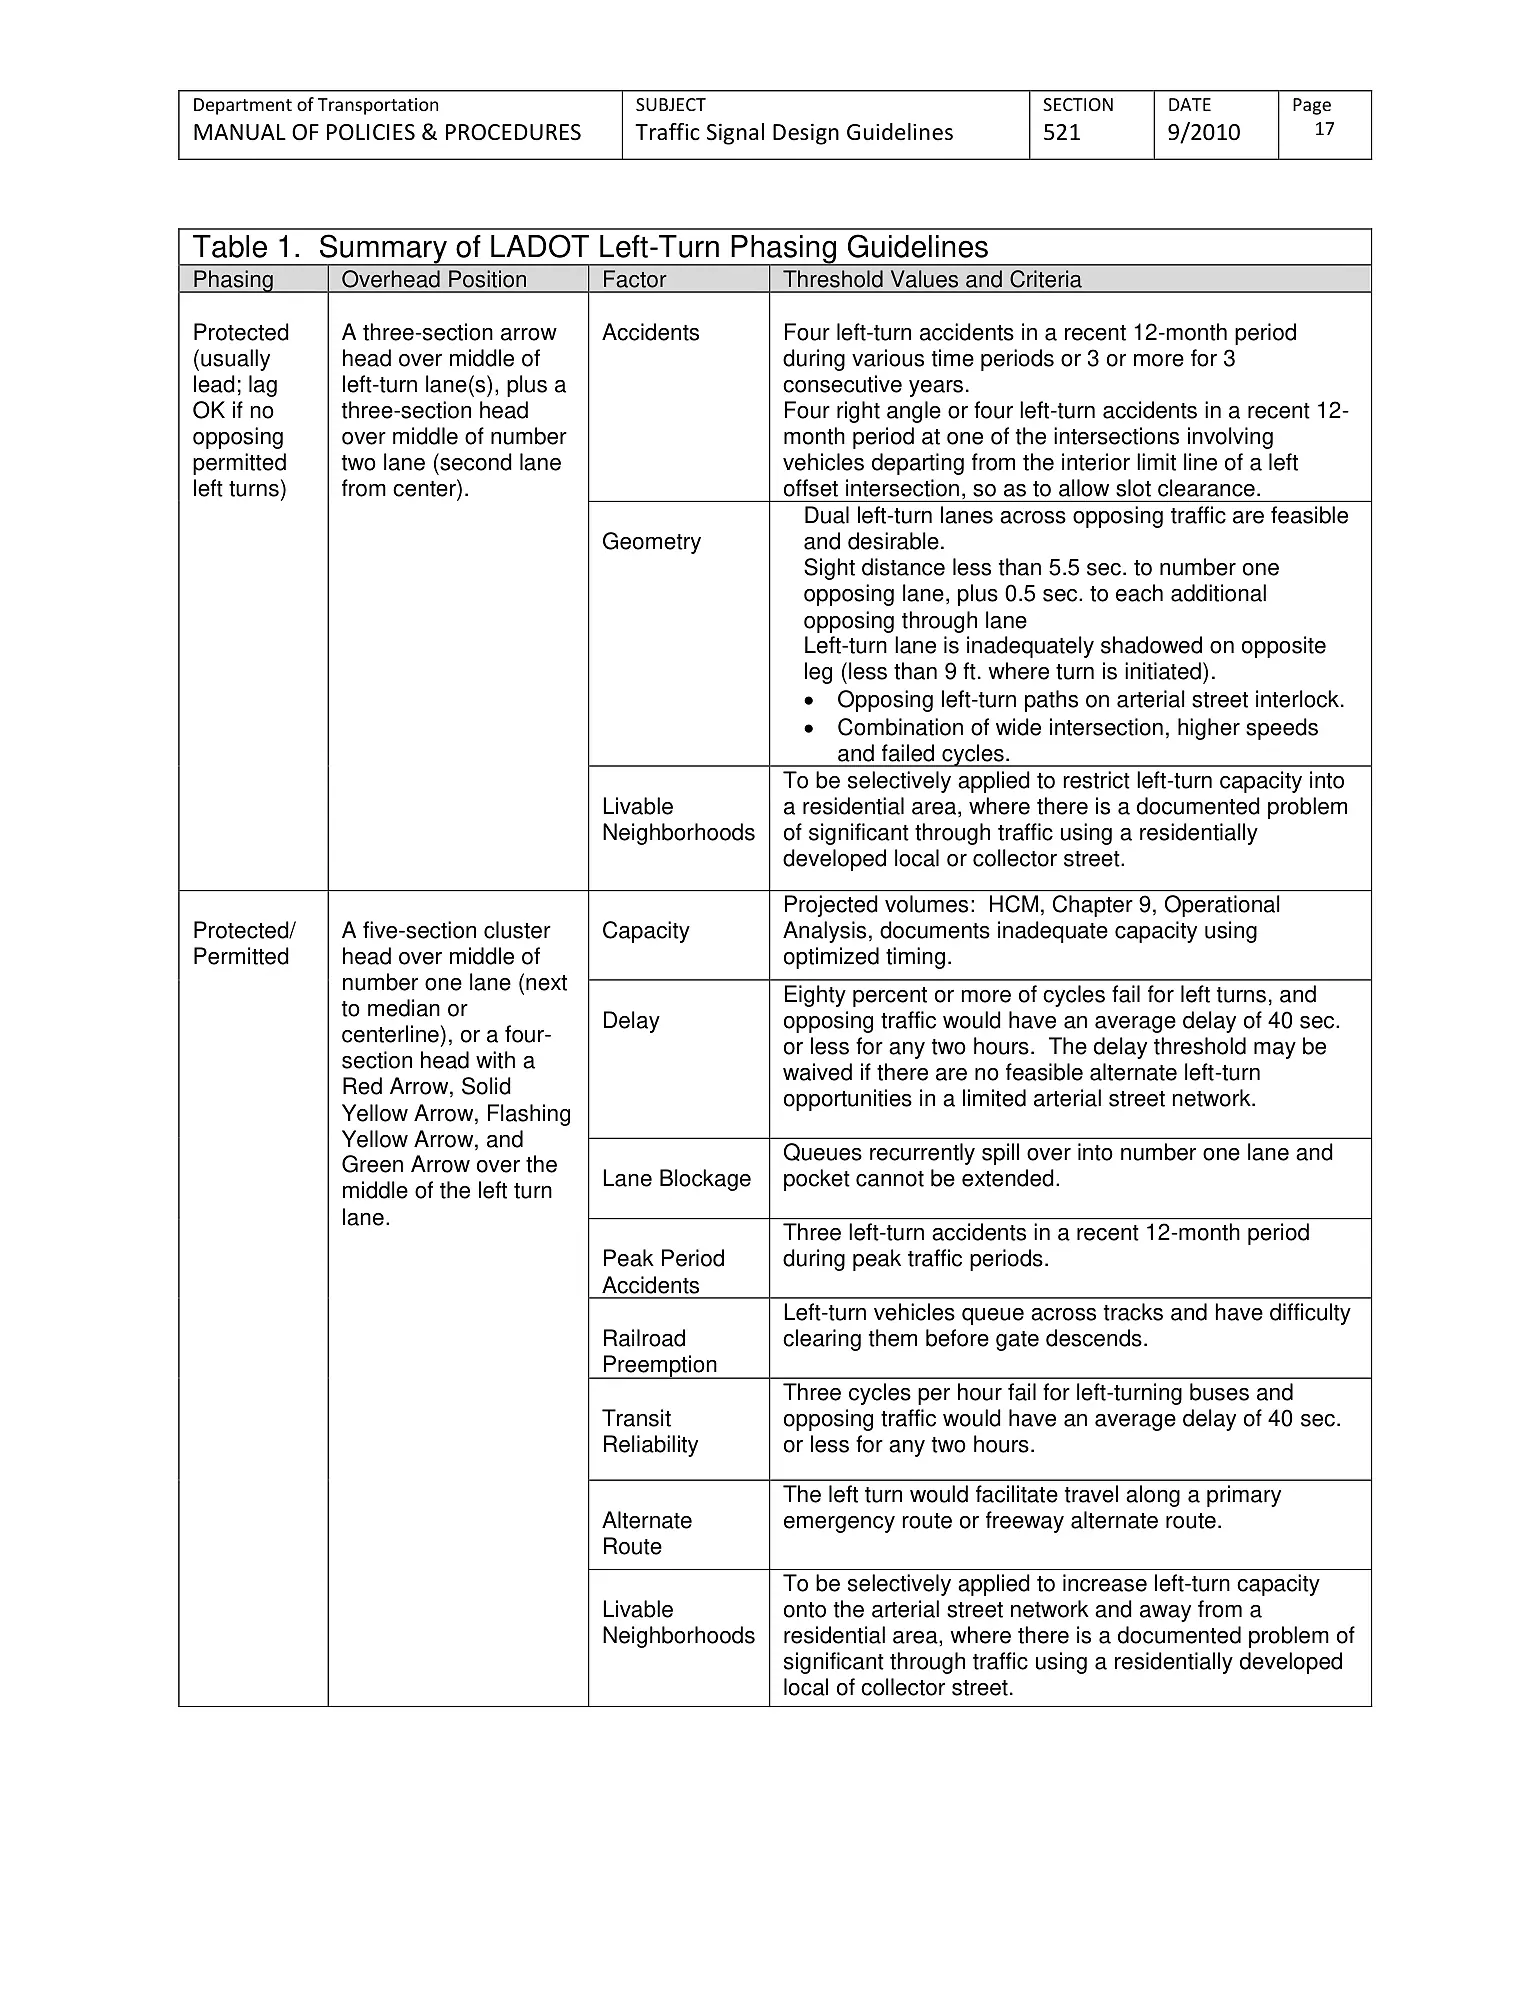 Department of Transportation
MANUAL OF POLICIES & PROCEDURES
SUBJECT
Traffic Signal Design Guidelines
SECTION
521
DATE
9/2010
Page
17
Table 1.  Summary of LADOT Left-Turn Phasing Guidelines
Phasing
Overhead Position
Factor
Threshold Values and Criteria
Protected
(usually
lead; lag
OK if no
opposing
permitted
left turns)
A three-section arrow
head over middle of
left-turn lane(s), plus a
three-section head
over middle of number
two lane (second lane
from center).
Accidents
Four left-turn accidents in a recent 12-month period
during various time periods or 3 or more for 3
consecutive years.
Four right angle or four left-turn accidents in a recent 12-
month period at one of the intersections involving
vehicles departing from the interior limit line of a left
offset intersection, so as to allow slot clearance.
Geometry
Dual left-turn lanes across opposing traffic are feasible
and desirable.
Sight distance less than 5.5 sec. to number one
opposing lane, plus 0.5 sec. to each additional
opposing through lane
Left-turn lane is inadequately shadowed on opposite
leg (less than 9 ft. where turn is initiated).
• Opposing left-turn paths on arterial street interlock.
• Combination of wide intersection, higher speeds
and failed cycles.
Livable
Neighborhoods
To be selectively applied to restrict left-turn capacity into
a residential area, where there is a documented problem
of significant through traffic using a residentially
developed local or collector street.
Protected/
Permitted
A five-section cluster
head over middle of
number one lane (next
to median or
centerline), or a four-
section head with a
Red Arrow, Solid
Yellow Arrow, Flashing
Yellow Arrow, and
Green Arrow over the
middle of the left turn
lane.
Capacity
Projected volumes:  HCM, Chapter 9, Operational
Analysis, documents inadequate capacity using
optimized timing.
Delay
Eighty percent or more of cycles fail for left turns, and
opposing traffic would have an average delay of 40 sec.
or less for any two hours.  The delay threshold may be
waived if there are no feasible alternate left-turn
opportunities in a limited arterial street network.
Lane Blockage
Queues recurrently spill over into number one lane and
pocket cannot be extended.
Peak Period
Accidents
Three left-turn accidents in a recent 12-month period
during peak traffic periods.
Railroad
Preemption
Left-turn vehicles queue across tracks and have difficulty
clearing them before gate descends.
Transit
Reliability
Three cycles per hour fail for left-turning buses and
opposing traffic would have an average delay of 40 sec.
or less for any two hours.
Alternate
Route
The left turn would facilitate travel along a primary
emergency route or freeway alternate route.
Livable
Neighborhoods
To be selectively applied to increase left-turn capacity
onto the arterial street network and away from a
residential area, where there is a documented problem of
significant through traffic using a residentially developed
local of collector street.